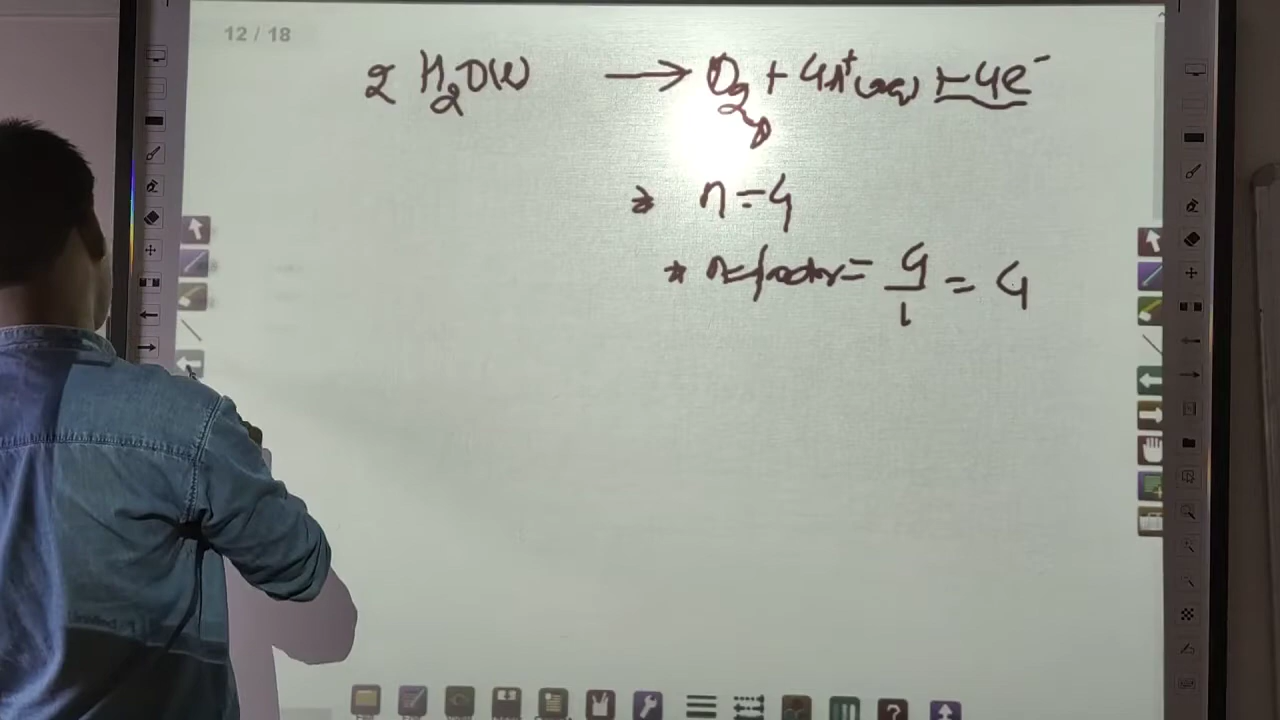 12 / 18
2 H₂O(l) ⟶ O₂ + 4H⁺(aq) + 4e⁻
* n = 4
* n-factor = 4/1 = 4